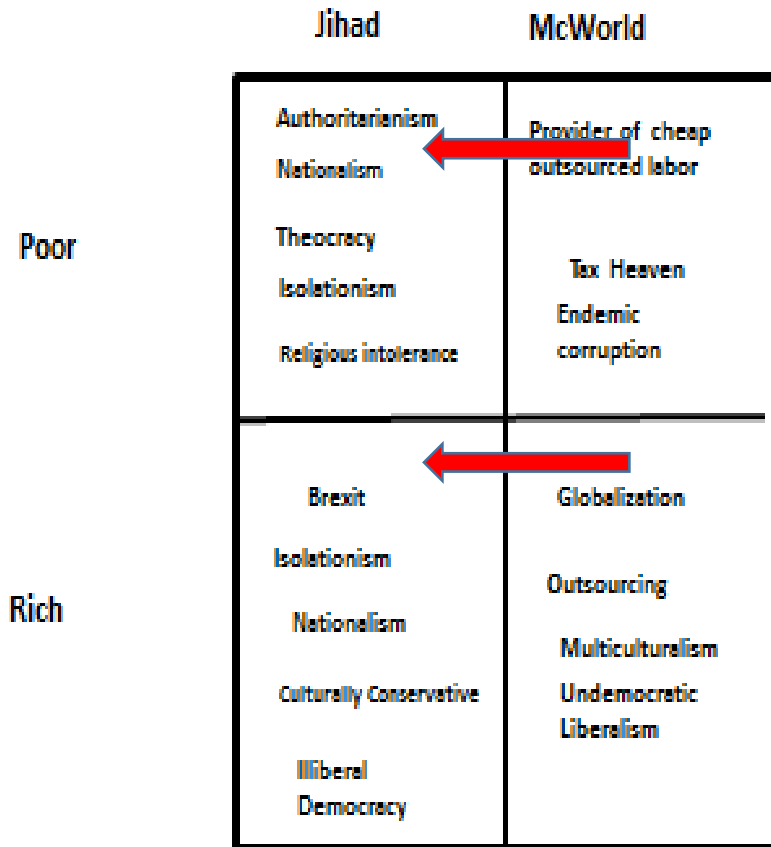 Jihad
McWorld
Poor
Authoritarianism
Nationalism
Theocracy
Isolationism
Religious intolerance
Provider of cheap
outsourced labor
Tax Heaven
Endemic
corruption
Rich
Brexit
Isolationism
Nationalism
Culturally Conservative
Illiberal
Democracy
Globalization
Outsourcing
Multiculturalism
Undemocratic
Liberalism